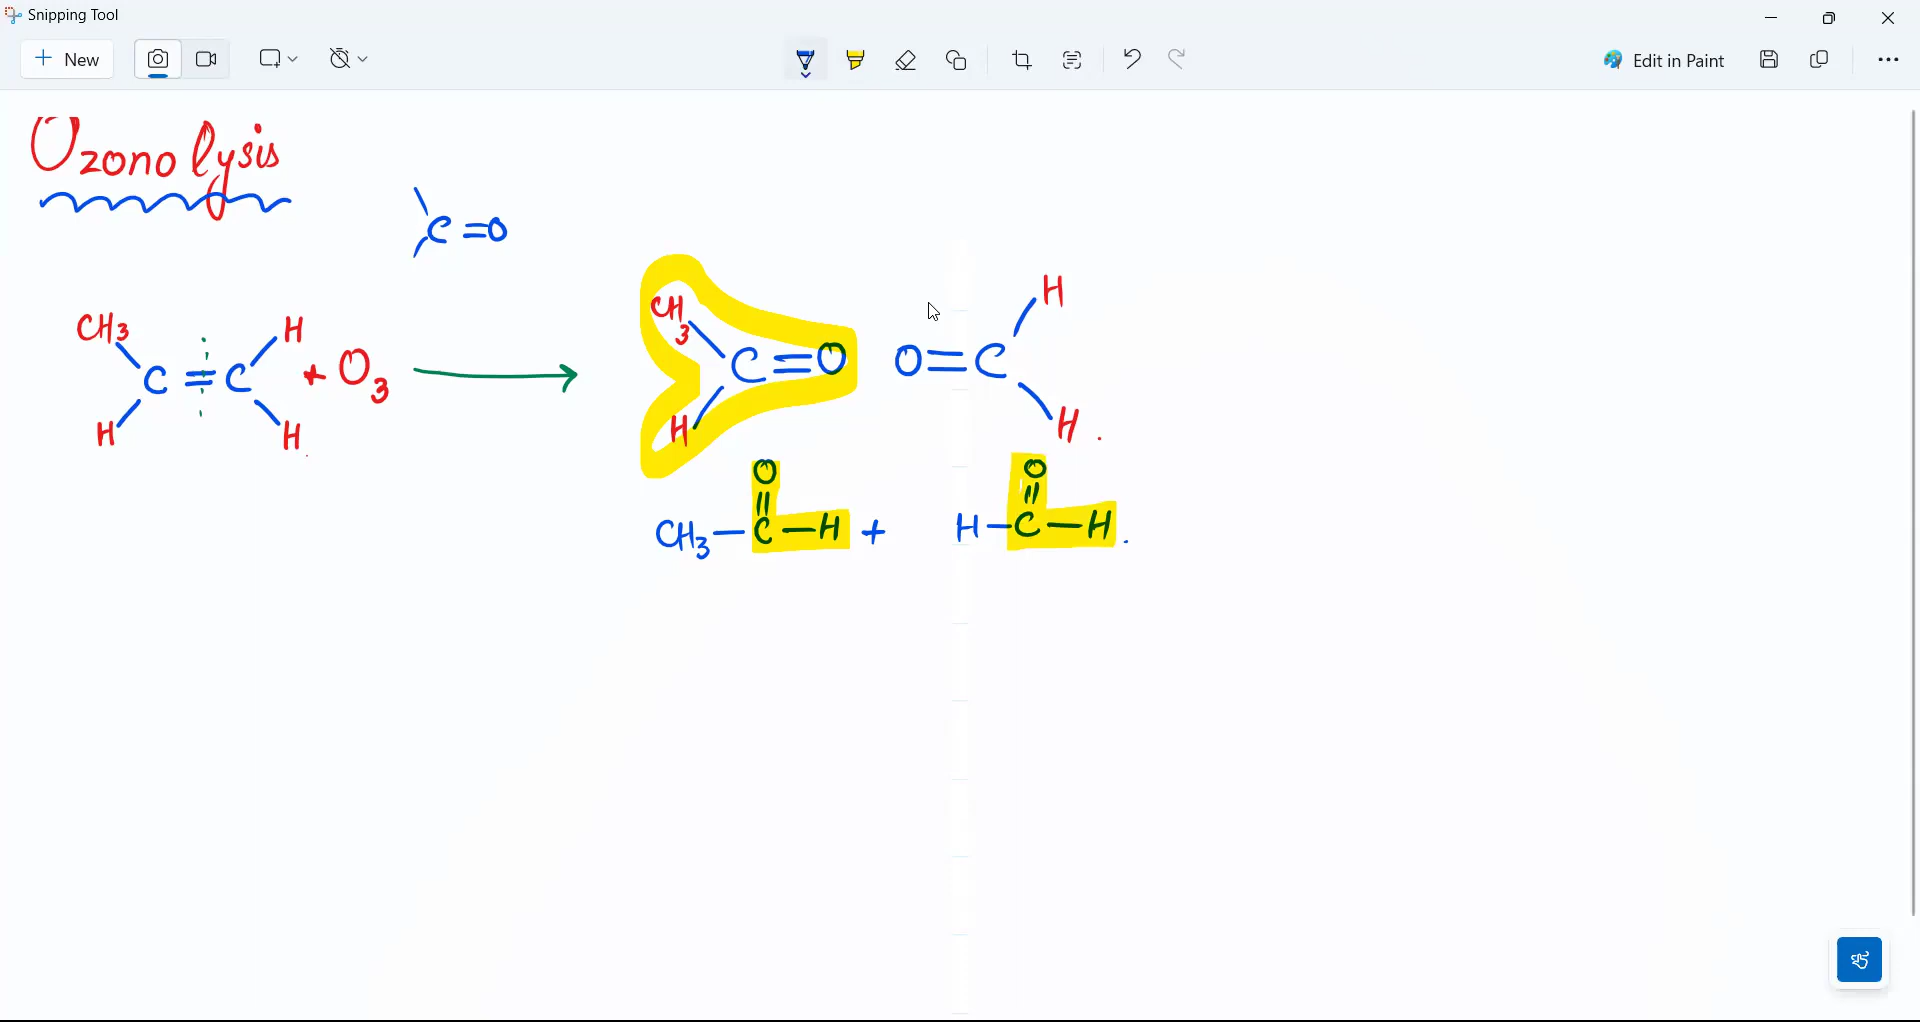 Snipping Tool
New
Edit in Paint
Ozonolysis
C=O
CH3 H
C=C + O3
H H
CH3 H
C=O O=C
H H
O O
|| ||
CH3—C—H + H—C—H